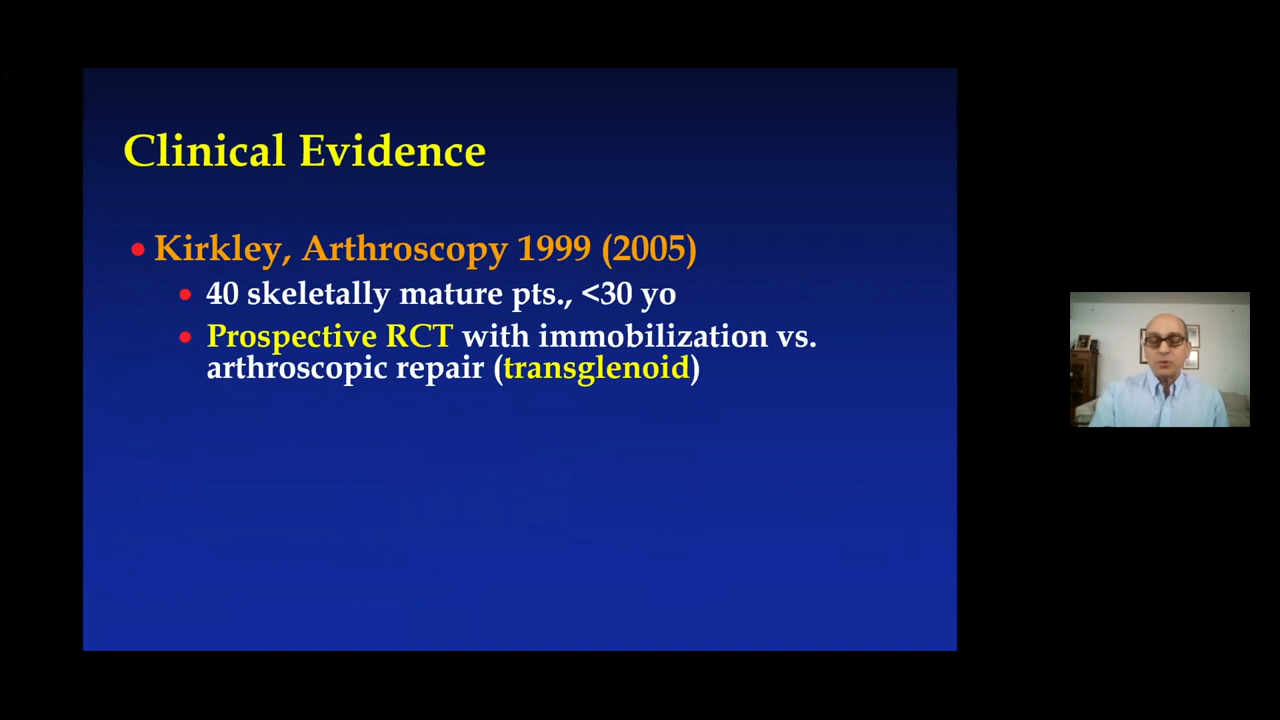 Clinical Evidence
• Kirkley, Arthroscopy 1999 (2005)
• 40 skeletally mature pts., <30 yo
• Prospective RCT with immobilization vs.
arthroscopic repair (transglenoid)